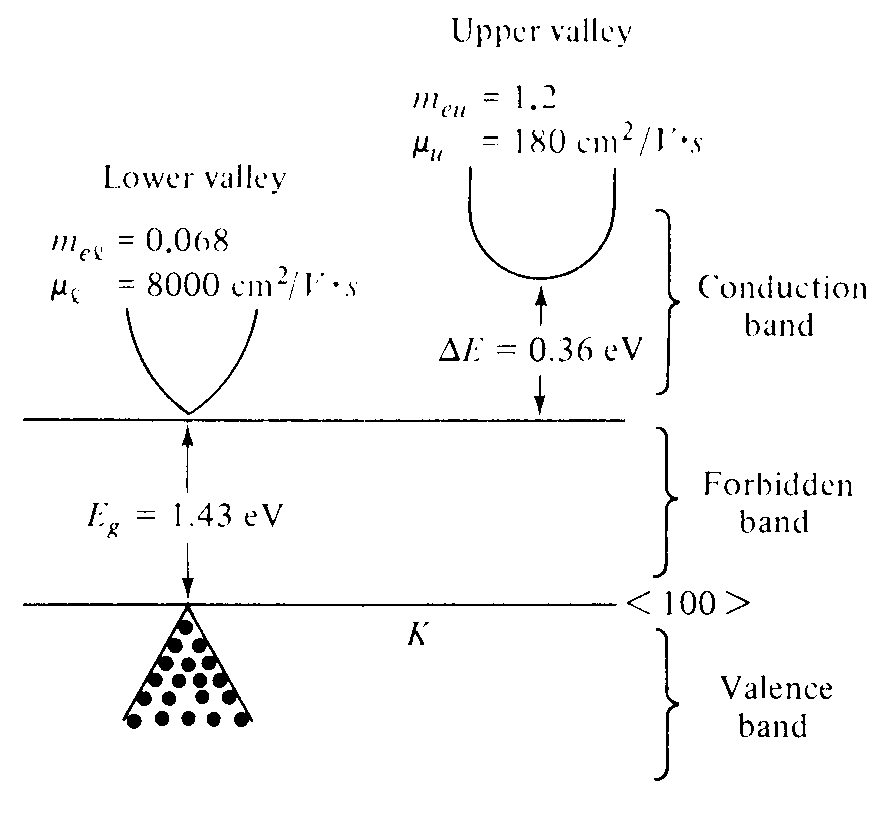 Upper valley
m_eu = 1.2
μ_u = 180 cm²/V·s
Lower valley
m_eℓ = 0.068
μ_ℓ = 8000 cm²/V·s
Conduction
band
ΔE = 0.36 eV
Forbidden
band
E_g = 1.43 eV
<100>
K
Valence
band